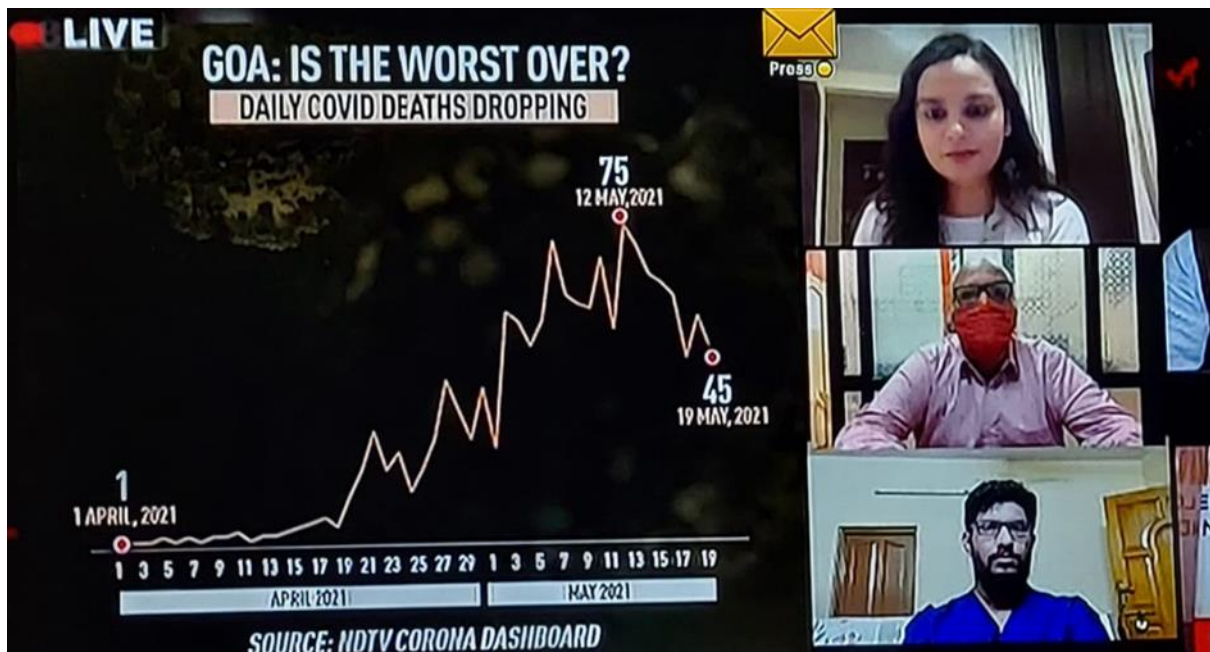 LIVE
GOA: IS THE WORST OVER?
DAILY COVID DEATHS DROPPING
Press
75
12 MAY, 2021
45
19 MAY, 2021
1
1 APRIL, 2021
1 3 5 7 9 11 13 15 17 19 21 23 25 27 29 1 3 5 7 9 11 13 15 17 19
APRIL 2021 MAY 2021
SOURCE: NDTV CORONA DASHBOARD